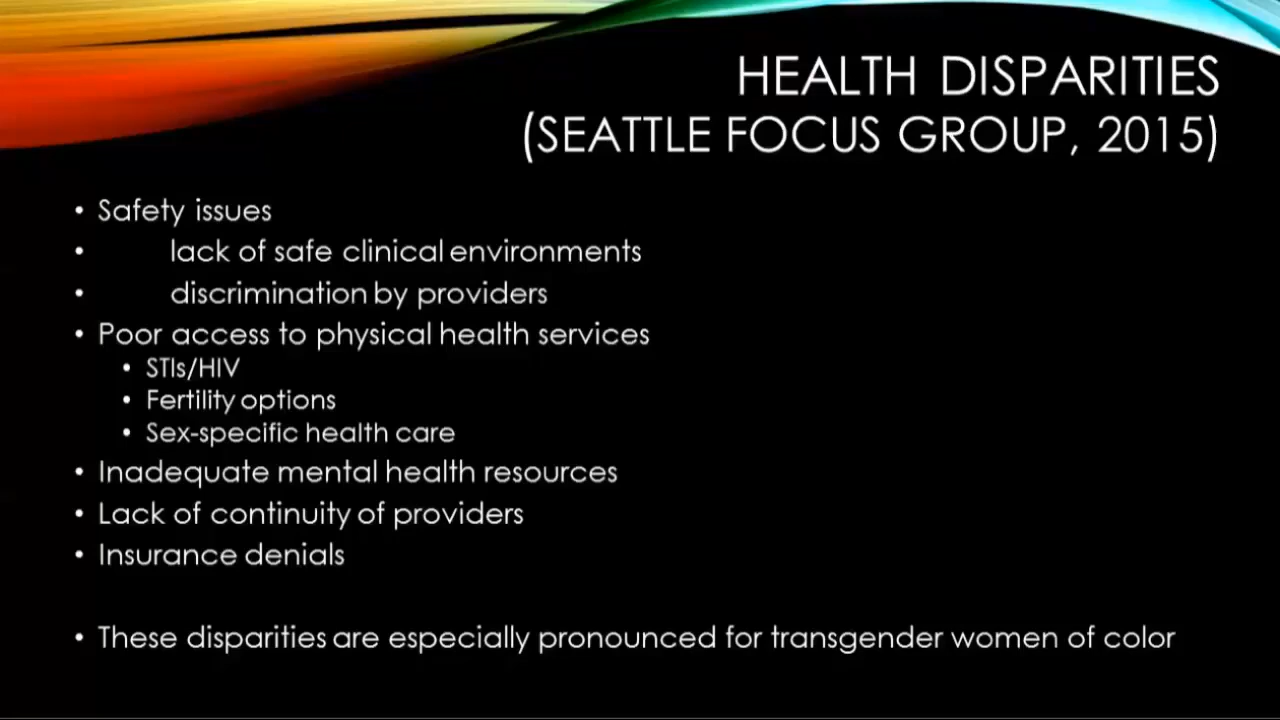 HEALTH DISPARITIES
(SEATTLE FOCUS GROUP, 2015)
• Safety issues
• lack of safe clinical environments
• discrimination by providers
• Poor access to physical health services
• STIs/HIV
• Fertility options
• Sex-specific health care
• Inadequate mental health resources
• Lack of continuity of providers
• Insurance denials
• These disparities are especially pronounced for transgender women of color